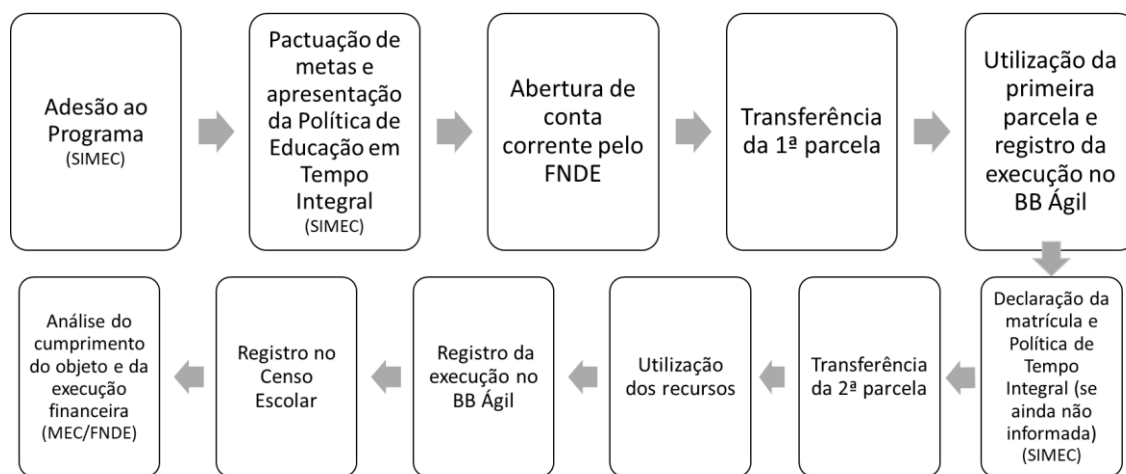 Adesão ao
Programa
(SIMEC)
Pactuação de
metas e
apresentação
da Política de
Educação em
Tempo
Integral
(SIMEC)
Abertura de
conta
corrente pelo
FNDE
Transferência
da 1ª parcela
Utilização da
primeira
parcela e
registro da
execução no
BB Ágil
Declaração da
matrícula e
Política de
Tempo
Integral (se
ainda não
informada)
(SIMEC)
Transferência
da 2ª parcela
Utilização
dos recursos
Registro da
execução no
BB Ágil
Registro no
Censo
Escolar
Análise do
cumprimento
do objeto e da
execução
financeira
(MEC/FNDE)